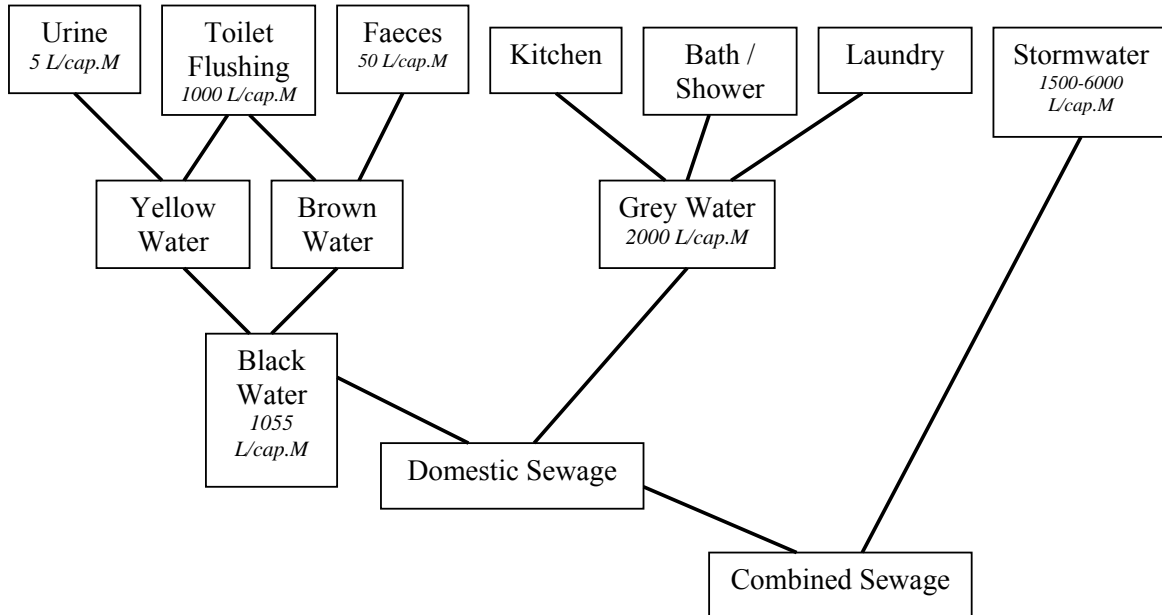 Urine
5 L/cap.M
Toilet
Flushing
1000 L/cap.M
Faeces
50 L/cap.M
Kitchen
Bath /
Shower
Laundry
Stormwater
1500-6000
L/cap.M
Yellow
Water
Brown
Water
Grey Water
2000 L/cap.M
Black
Water
1055
L/cap.M
Domestic Sewage
Combined Sewage